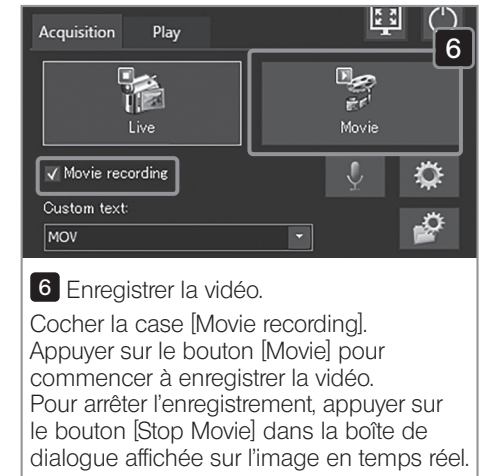 Acquisition Play
6
Live Movie
Movie recording
Custom text:
MOV
6 Enregistrer la vidéo.
Cocher la case [Movie recording].
Appuyer sur le bouton [Movie] pour
commencer à enregistrer la vidéo.
Pour arrêter l’enregistrement, appuyer sur
le bouton [Stop Movie] dans la boîte de
dialogue affichée sur l’image en temps réel.